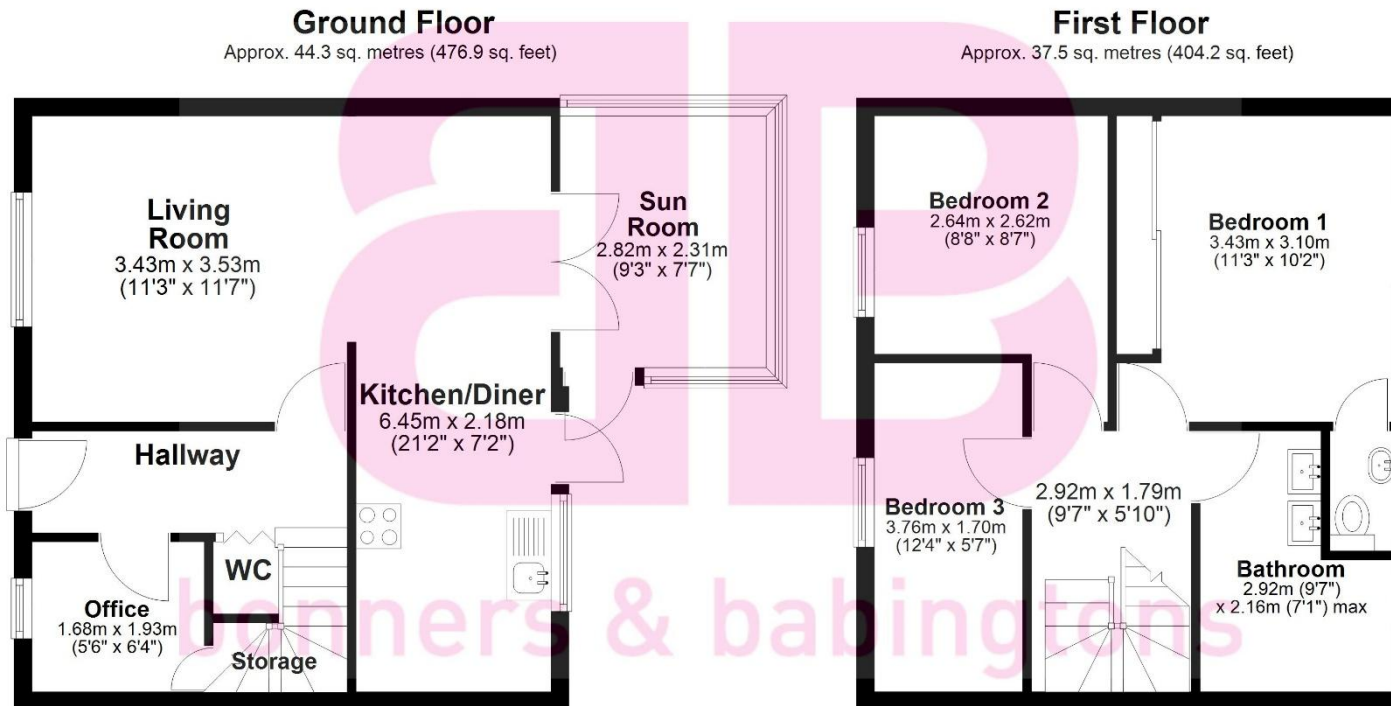 Ground Floor
Approx. 44.3 sq. metres (476.9 sq. feet)
First Floor
Approx. 37.5 sq. metres (404.2 sq. feet)
Living
Room
3.43m x 3.53m
(11'3" x 11'7")
Sun
Room
2.82m x 2.31m
(9'3" x 7'7")
Kitchen/Diner
6.45m x 2.18m
(21'2" x 7'2")
Hallway
WC
Office
1.68m x 1.93m
(5'6" x 6'4")
Storage
Bedroom 2
2.64m x 2.62m
(8'8" x 8'7")
Bedroom 1
3.43m x 3.10m
(11'3" x 10'2")
Bedroom 3
3.76m x 1.70m
(12'4" x 5'7")
2.92m x 1.79m
(9'7" x 5'10")
Bathroom
2.92m (9'7")
x 2.16m (7'1") max
aB
bonners & babingtons